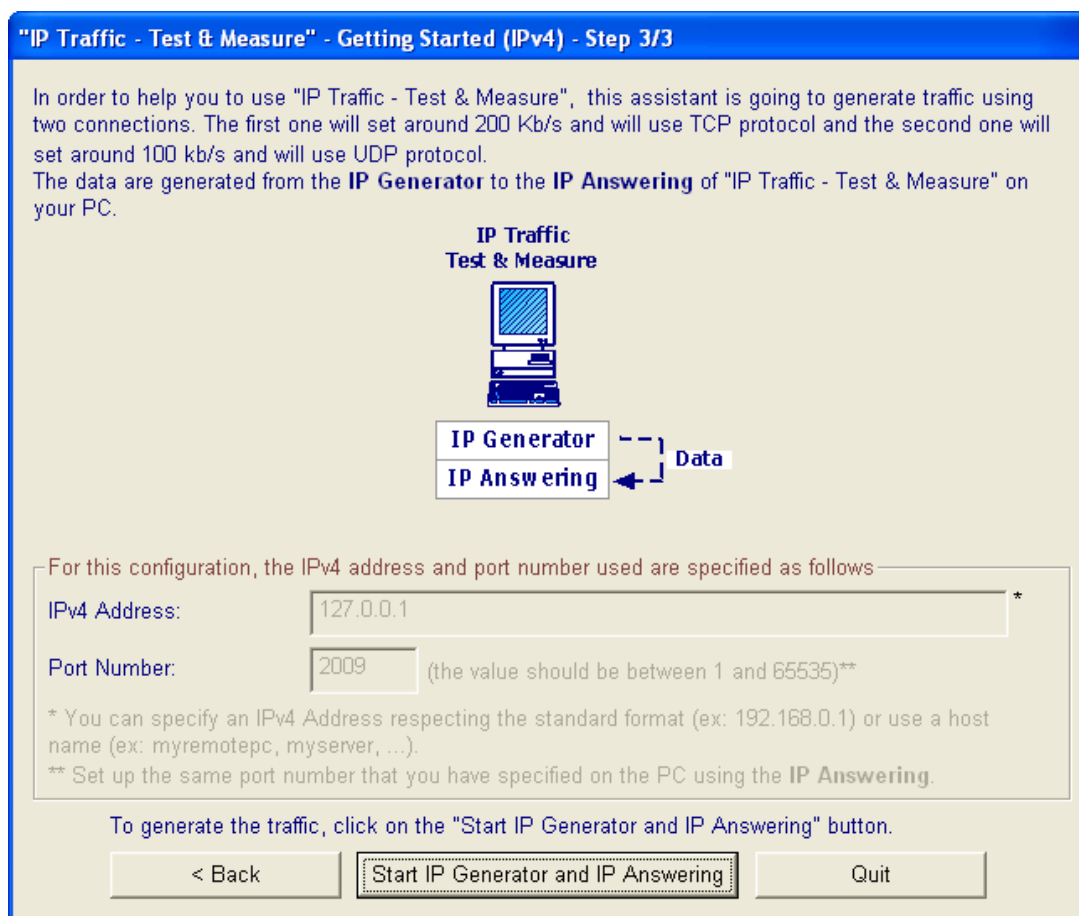 "IP Traffic - Test & Measure" - Getting Started (IPv4) - Step 3/3
In order to help you to use "IP Traffic - Test & Measure", this assistant is going to generate traffic using
two connections. The first one will set around 200 Kb/s and will use TCP protocol and the second one will
set around 100 kb/s and will use UDP protocol.
The data are generated from the IP Generator to the IP Answering of "IP Traffic - Test & Measure" on
your PC.
IP Traffic
Test & Measure
IP Generator
Data
IP Answering
For this configuration, the IPv4 address and port number used are specified as follows
IPv4 Address: 127.0.0.1 *
Port Number: 2009 (the value should be between 1 and 65535)**
* You can specify an IPv4 Address respecting the standard format (ex: 192.168.0.1) or use a host
name (ex: myremotepc, myserver, ...).
** Set up the same port number that you have specified on the PC using the IP Answering.
To generate the traffic, click on the "Start IP Generator and IP Answering" button.
< Back Start IP Generator and IP Answering Quit